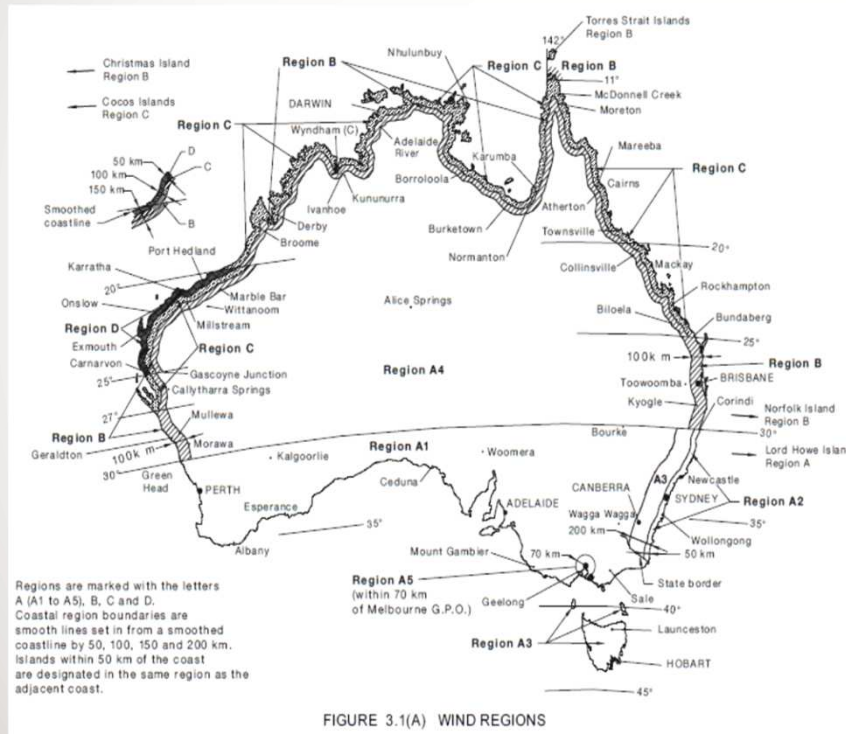 Torres Strait Islands
Region B
142°
Christmas Island
Region B
Nhulunbuy
Region B
Region C
Region B
11°
Cocos Islands
Region C
DARWIN
McDonnell Creek
Moreton
Region C
Wyndham (C)
Adelaide
River
Mareeba
D
50 km
C
100 km
150 km
Karumba
Region C
Borroloola
Cairns
Ivanhoe
Kununurra
Atherton
Smoothed
coastline
B
Derby
Burketown
Townsville
Broome
Port Hedland
Normanton
20°
Collinsville
Mackay
Karratha
20°
Rockhampton
Onslow
Marble Bar
Wittanoom
Alice Springs
Biloela
Bundaberg
Region D
Millstream
Exmouth
Region C
25°
100k m
Carnarvon
Gascoyne Junction
Region A4
Region B
25°
Callytharra Springs
Toowoomba
BRISBANE
27°
Kyogle
Corindi
Mullewa
Norfolk Island
Region B
Region B
Bourke
30°
Geraldton
100k m
Morawa
Region A1
Woomera
Lord Howe Islan
Region A
30°
Kalgoorlie
Green
Head
Ceduna
A3
Newcastle
PERTH
CANBERRA
SYDNEY
Region A2
Esperance
ADELAIDE
Wagga Wagga
35°
35°
200 km
Wollongong
Albany
Mount Gambier
70 km
50 km
Region A5
(within 70 km
of Melbourne G.P.O.)
Geelong
State border
Sale
40°
Launceston
Region A3
HOBART
45°
Regions are marked with the letters
A (A1 to A5), B, C and D.
Coastal region boundaries are
smooth lines set in from a smoothed
coastline by 50, 100, 150 and 200 km.
Islands within 50 km of the coast
are designated in the same region as the
adjacent coast.
FIGURE 3.1(A) WIND REGIONS